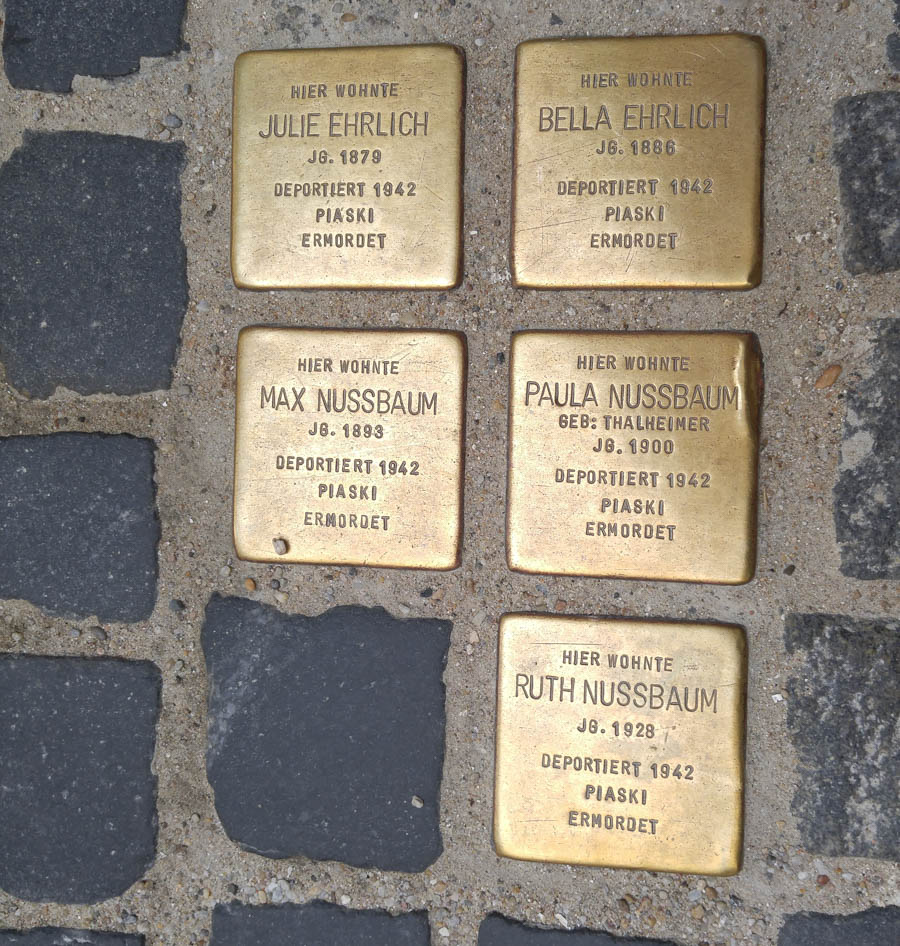 HIER WOHNTE
JULIE EHRLICH
JG. 1879
DEPORTIERT 1942
PIASKI
ERMORDET
HIER WOHNTE
BELLA EHRLICH
JG. 1886
DEPORTIERT 1942
PIASKI
ERMORDET
HIER WOHNTE
MAX NUSSBAUM
JG. 1893
DEPORTIERT 1942
PIASKI
ERMORDET
HIER WOHNTE
PAULA NUSSBAUM
GEB: THALHEIMER
JG. 1900
DEPORTIERT 1942
PIASKI
ERMORDET
HIER WOHNTE
RUTH NUSSBAUM
JG. 1928
DEPORTIERT 1942
PIASKI
ERMORDET